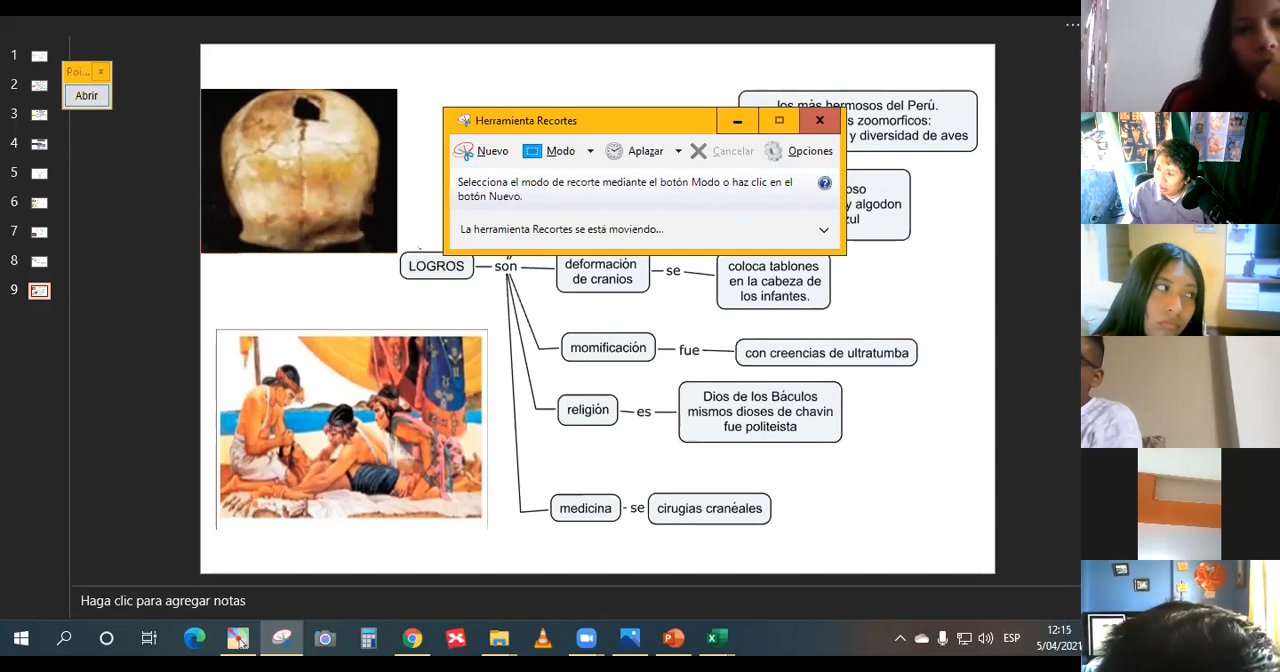 1
2
3
4
5
6
7
8
9
Poi...
Abrir
Herramienta Recortes
Nuevo
Modo
Aplazar
Cancelar
Opciones
Selecciona el modo de recorte mediante el botón Modo o haz clic en el
botón Nuevo.
La herramienta Recortes se está moviendo...
los más hermosos del Perú.
zoomorficos:
y diversidad de aves
y algodon
LOGROS
son
deformación
de cranios
se
coloca tablones
en la cabeza de
los infantes.
momificación
fue
con creencias de ultratumba
religión
es
Dios de los Báculos
mismos dioses de chavin
fue politeista
medicina
- se
cirugias cranéales
Haga clic para agregar notas
ESP
12:15
5/04/2021